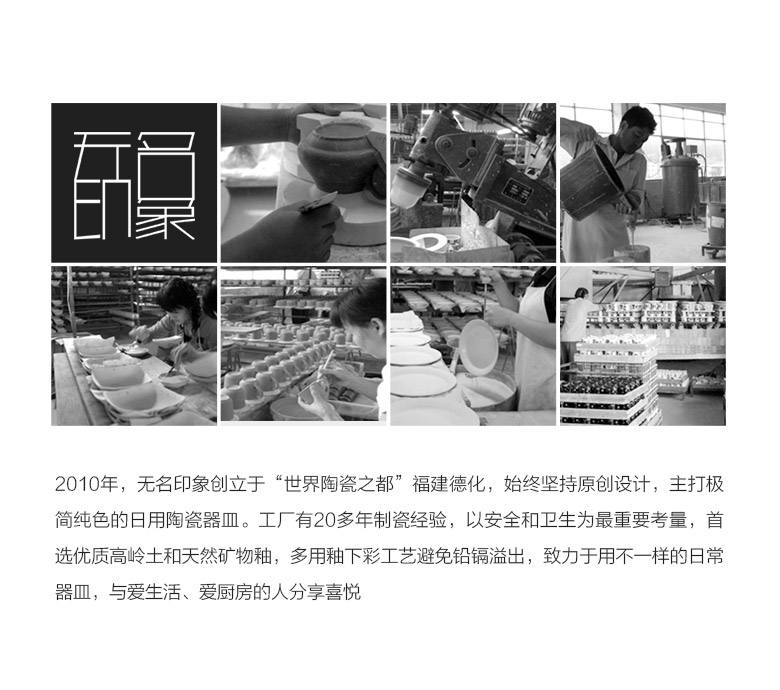 无名
印象
2010年，无名印象创立于“世界陶瓷之都”福建德化，始终坚持原创设计，主打极
简纯色的日用陶瓷器皿。工厂有20多年制瓷经验，以安全和卫生为最重要考量，首
选优质高岭土和天然矿物釉，多用釉下彩工艺避免铅镉溢出，致力于用不一样的日常
器皿，与爱生活、爱厨房的人分享喜悦